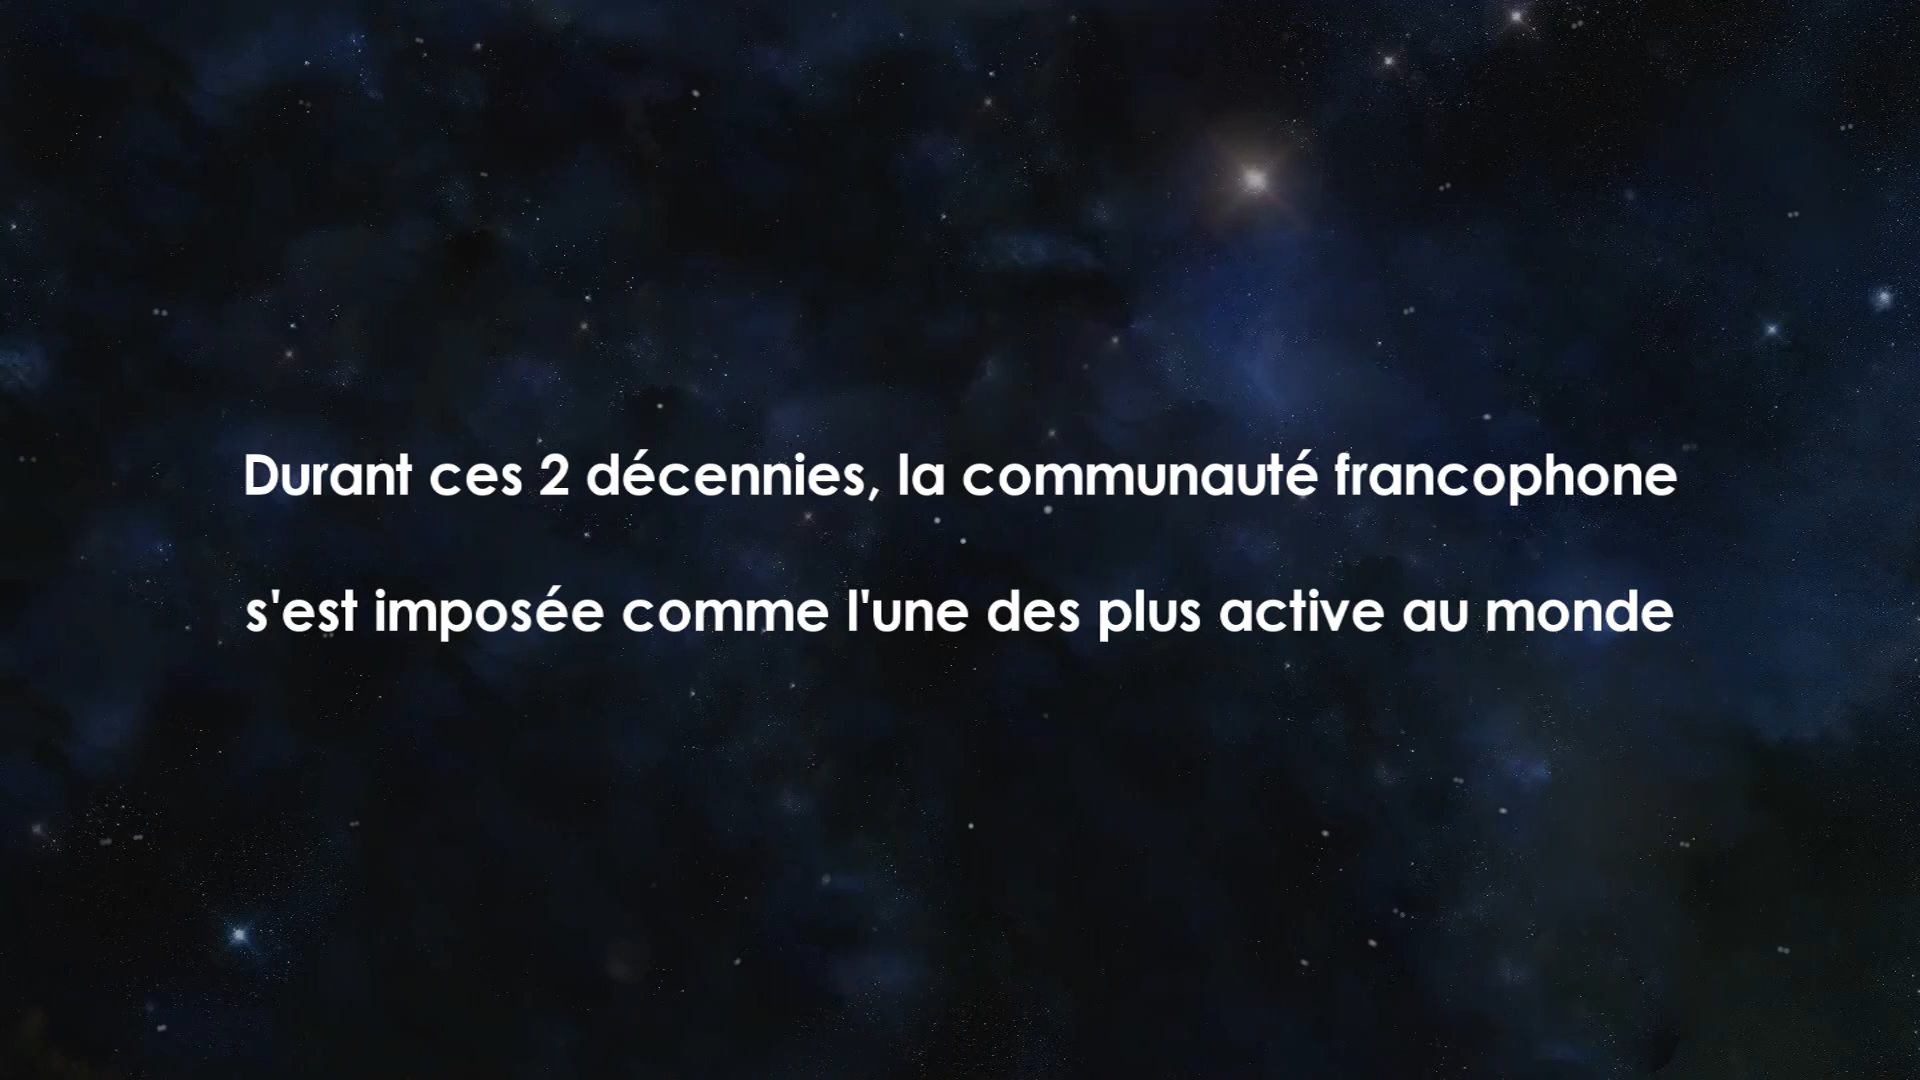 Durant ces 2 décennies, la communauté francophone
s'est imposée comme l'une des plus active au monde